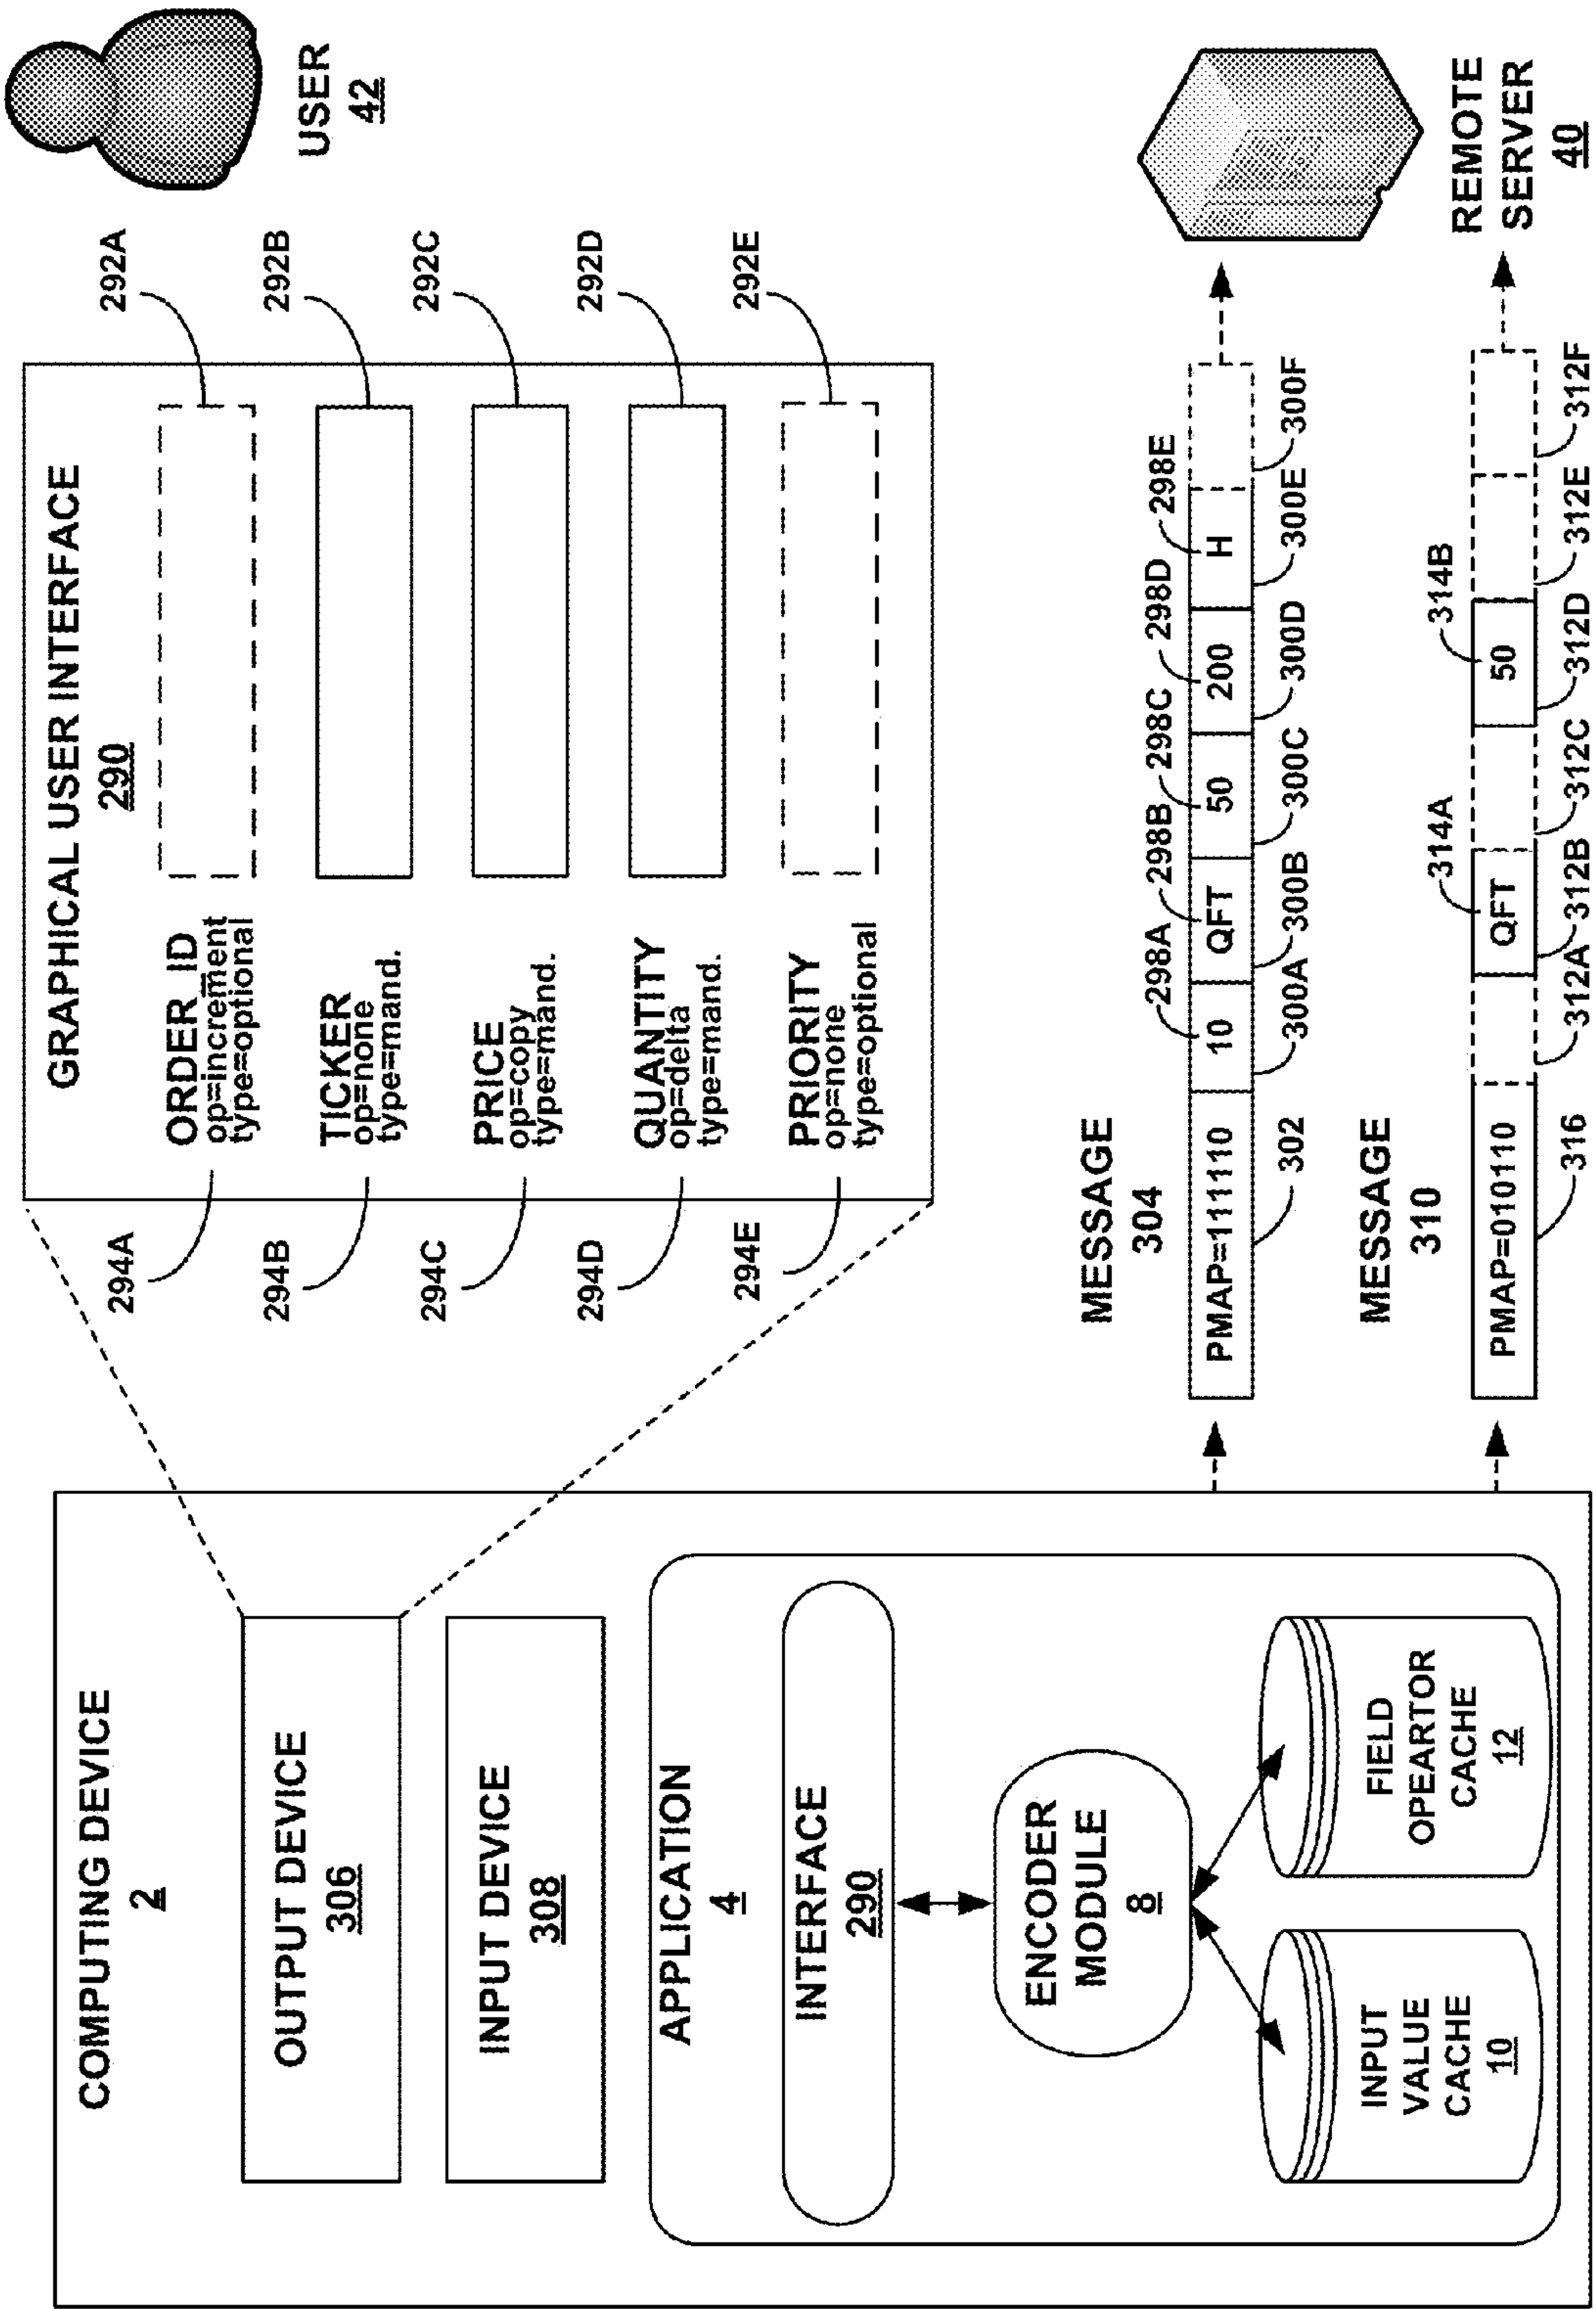 COMPUTING DEVICE
2
OUTPUT DEVICE
306
INPUT DEVICE
308
APPLICATION
4
INTERFACE
290
ENCODER
MODULE
8
INPUT
VALUE
CACHE
10
FIELD
OPEARTOR
CACHE
12
GRAPHICAL USER INTERFACE
290
294A
ORDER_ID
op=increment
type=optional
292A
294B
TICKER
op=none
type=mand.
292B
294C
PRICE
op=copy
type=mand.
292C
294D
QUANTITY
op=delta
type=mand.
292D
294E
PRIORITY
op=none
type=optional
292E
USER
42
MESSAGE
304
298A 298B 298C 298D 298E
PMAP=111110 10 QFT 50 200 H
302 300A 300B 300C 300D 300E 300F
MESSAGE
310
314A 314B
PMAP=010110 QFT 50
316 312A 312B 312C 312D 312E 312F
REMOTE
SERVER
40